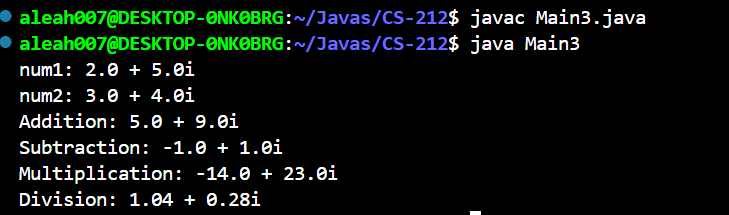 aleah007@DESKTOP-0NK0BRG:~/Javas/CS-212$ javac Main3.java
aleah007@DESKTOP-0NK0BRG:~/Javas/CS-212$ java Main3
num1: 2.0 + 5.0i
num2: 3.0 + 4.0i
Addition: 5.0 + 9.0i
Subtraction: -1.0 + 1.0i
Multiplication: -14.0 + 23.0i
Division: 1.04 + 0.28i